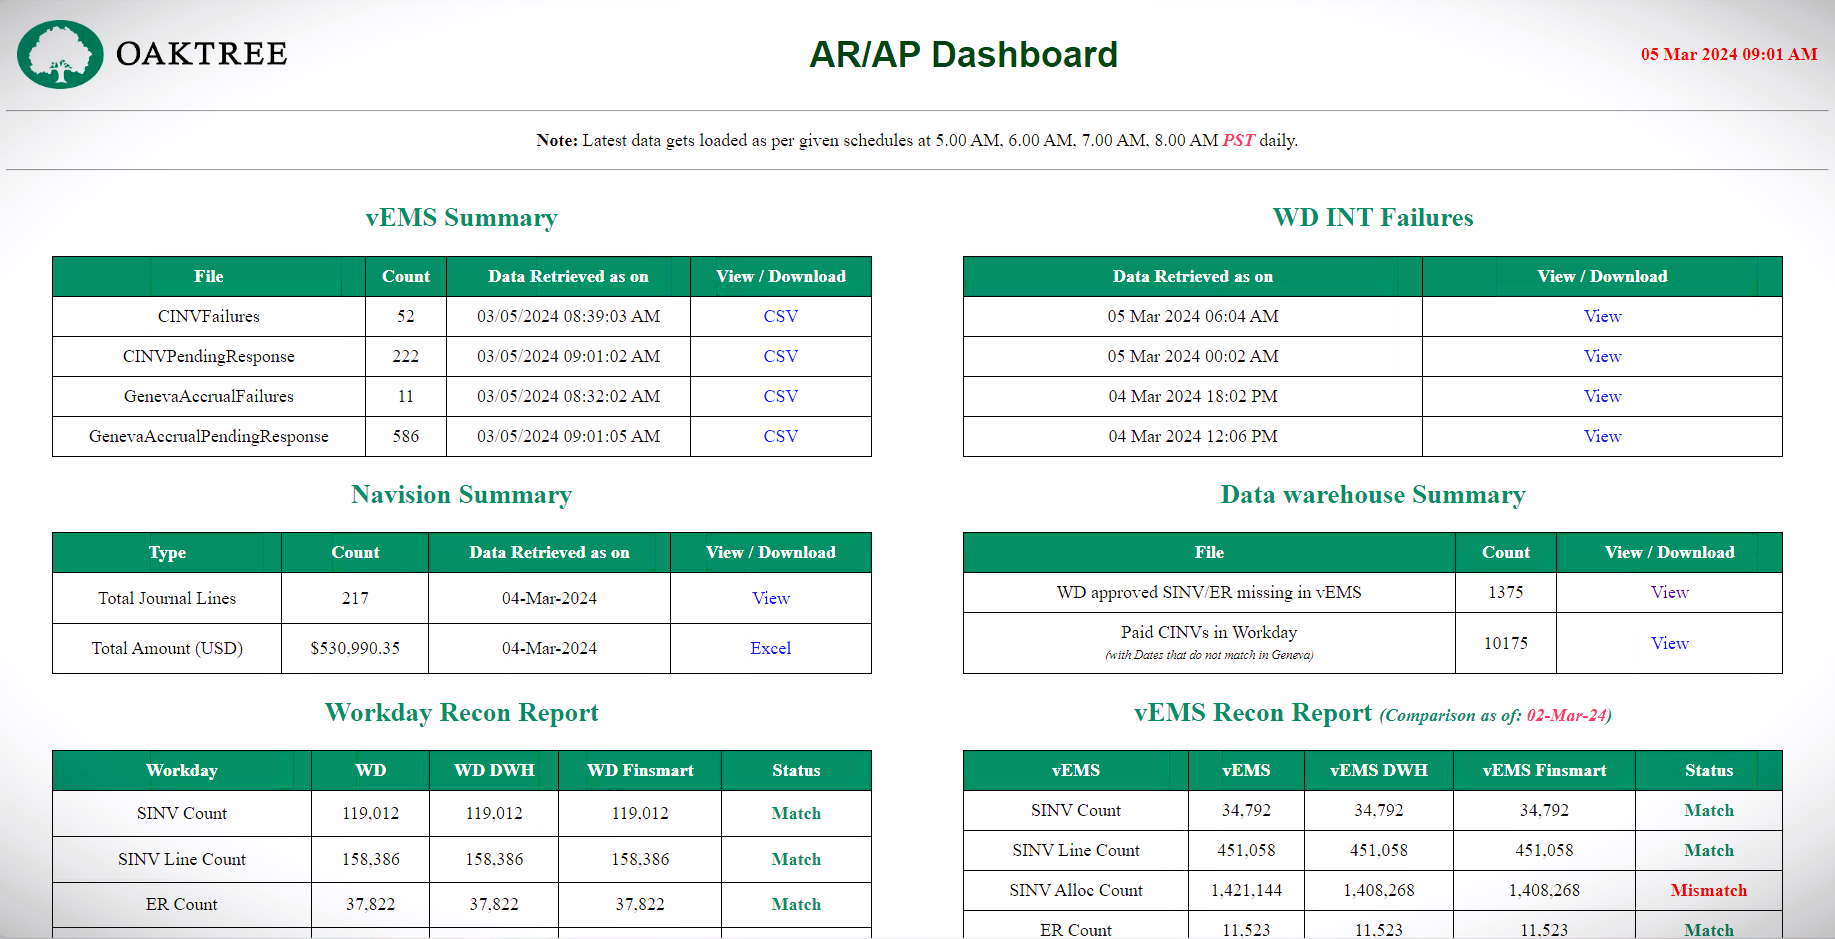 OAKTREE
AR/AP Dashboard
05 Mar 2024 09:01 AM
Note: Latest data gets loaded as per given schedules at 5.00 AM, 6.00 AM, 7.00 AM, 8.00 AM PST daily.
vEMS Summary
File Count Data Retrieved as on View / Download
CINVFailures 52 03/05/2024 08:39:03 AM CSV
CINVPendingResponse 222 03/05/2024 09:01:02 AM CSV
GenevaAccrualFailures 11 03/05/2024 08:32:02 AM CSV
GenevaAccrualPendingResponse 586 03/05/2024 09:01:05 AM CSV
WD INT Failures
Data Retrieved as on View / Download
05 Mar 2024 06:04 AM View
05 Mar 2024 00:02 AM View
04 Mar 2024 18:02 PM View
04 Mar 2024 12:06 PM View
Navision Summary
Type Count Data Retrieved as on View / Download
Total Journal Lines 217 04-Mar-2024 View
Total Amount (USD) $530,990.35 04-Mar-2024 Excel
Data warehouse Summary
File Count View / Download
WD approved SINV/ER missing in vEMS 1375 View
Paid CINVs in Workday 10175 View
(with Dates that do not match in Geneva)
Workday Recon Report
Workday WD WD DWH WD Finsmart Status
SINV Count 119,012 119,012 119,012 Match
SINV Line Count 158,386 158,386 158,386 Match
ER Count 37,822 37,822 37,822 Match
vEMS Recon Report (Comparison as of: 02-Mar-24)
vEMS vEMS vEMS DWH vEMS Finsmart Status
SINV Count 34,792 34,792 34,792 Match
SINV Line Count 451,058 451,058 451,058 Match
SINV Alloc Count 1,421,144 1,408,268 1,408,268 Mismatch
ER Count 11,523 11,523 11,523 Match